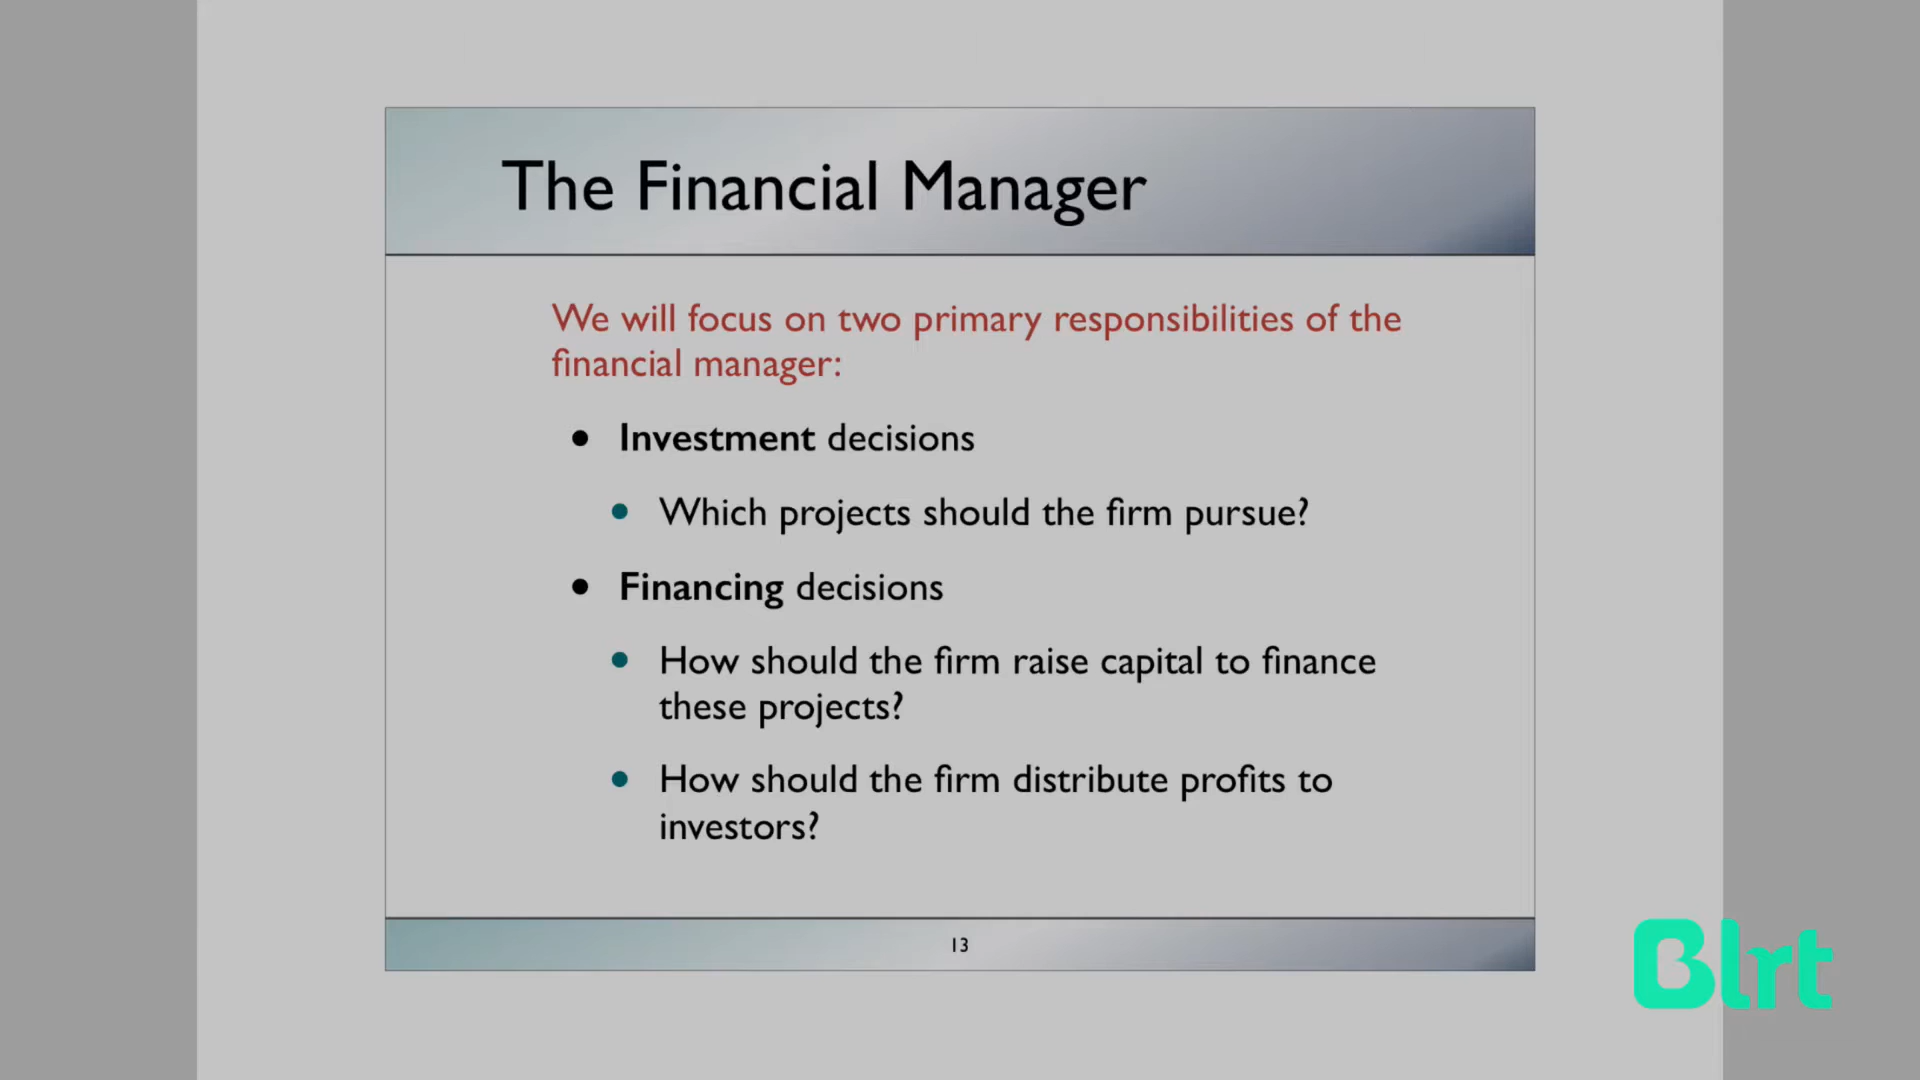 The Financial Manager
We will focus on two primary responsibilities of the
financial manager:
• Investment decisions
• Which projects should the firm pursue?
• Financing decisions
• How should the firm raise capital to finance
these projects?
• How should the firm distribute profits to
investors?
13
Blrt